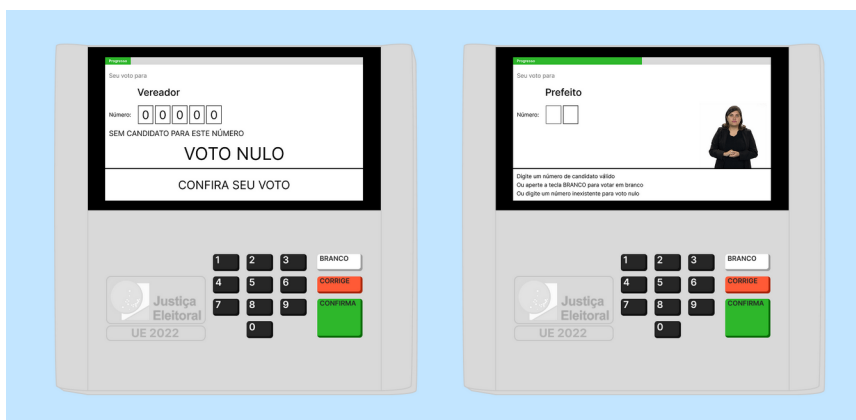 Progresso
Seu voto para
Vereador
Número: 0 0 0 0 0
SEM CANDIDATO PARA ESTE NÚMERO
VOTO NULO
CONFIRA SEU VOTO
1 2 3 BRANCO
4 5 6 CORRIGE
7 8 9 CONFIRMA
0
Justiça
Eleitoral
UE 2022
Progresso
Seu voto para
Prefeito
Número:
Digite um número de candidato válido
Ou aperte a tecla BRANCO para votar em branco
Ou digite um número inexistente para voto nulo
1 2 3 BRANCO
4 5 6 CORRIGE
7 8 9 CONFIRMA
0
Justiça
Eleitoral
UE 2022